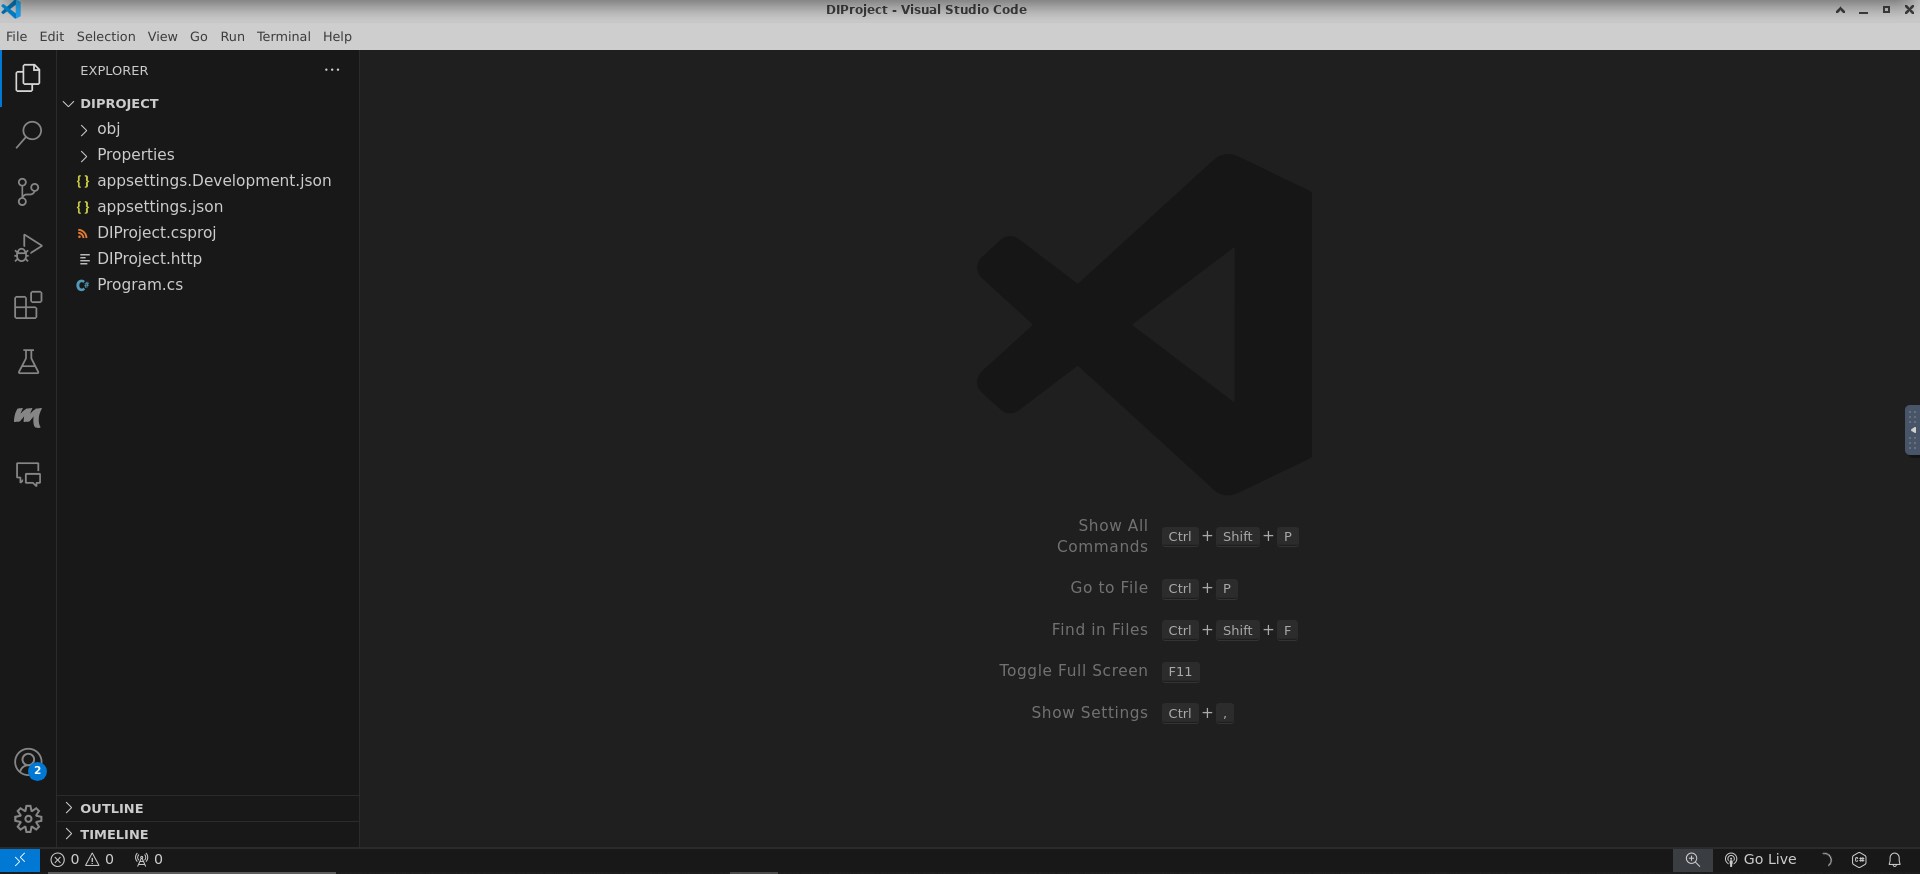 DIProject - Visual Studio Code
File Edit Selection View Go Run Terminal Help
EXPLORER
DIPROJECT
obj
Properties
{} appsettings.Development.json
{} appsettings.json
DIProject.csproj
DIProject.http
C# Program.cs
Show All Commands Ctrl + Shift + P
Go to File Ctrl + P
Find in Files Ctrl + Shift + F
Toggle Full Screen F11
Show Settings Ctrl + ,
2
OUTLINE
TIMELINE
0 0 0 Go Live